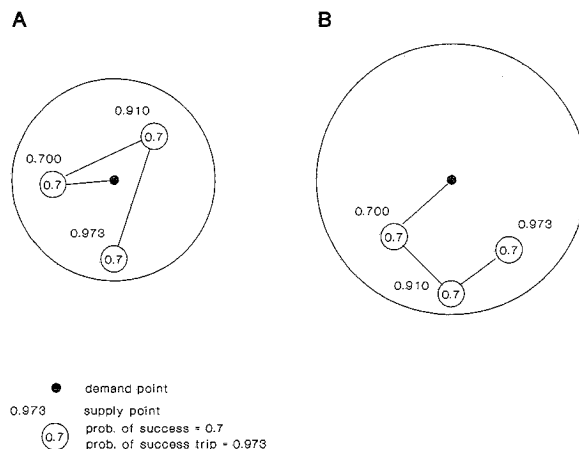 A
B
0.910
0.7
0.700
0.7
0.973
0.7
0.700
0.7
0.973
0.7
0.910
0.7
demand point
0.973 supply point
0.7 prob. of success = 0.7
prob. of success trip = 0.973